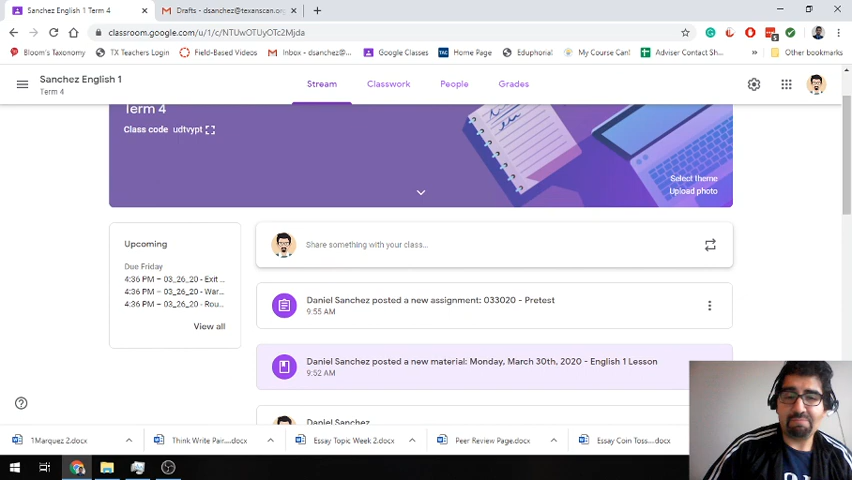 Sanchez English 1 Term 4
Drafts - dsanchez@texanscan.org
classroom.google.com/u/1/c/NTUwOTUyOTc2Mjda
Bloom's Taxonomy
TX Teachers Login
Field-Based Videos
Inbox - dsanchez@...
Google Classes
Home Page
Eduphoria!
My Course Can!
Adviser Contact Sh...
Other bookmarks
Sanchez English 1
Term 4
Stream
Classwork
People
Grades
Term 4
Class code udtvypt
Select theme
Upload photo
Upcoming
Due Friday
4:36 PM – 03_26_20 - Exit ...
4:36 PM – 03_26_20 - War...
4:36 PM – 03_26_20 - Rou...
View all
Share something with your class...
Daniel Sanchez posted a new assignment: 033020 - Pretest
9:55 AM
Daniel Sanchez posted a new material: Monday, March 30th, 2020 - English 1 Lesson
9:52 AM
Daniel Sanchez
1Marquez 2.docx
Think Write Pair....docx
Essay Topic Week 2.docx
Peer Review Page.docx
Essay Coin Toss....docx